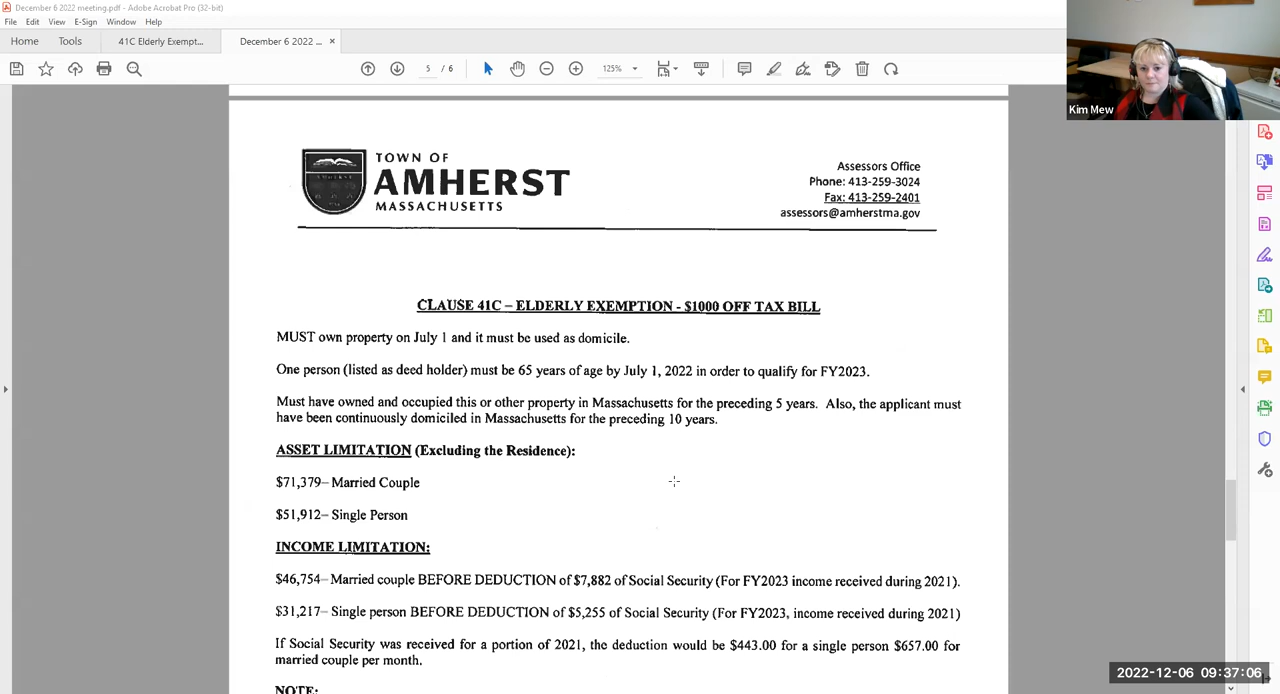 December 6 2022 meeting.pdf - Adobe Acrobat Pro (32-bit)
File Edit View E-Sign Window Help
Home Tools 41C Elderly Exempt... December 6 2022 ... ×
5 / 6 125%
Kim Mew
TOWN OF
AMHERST
MASSACHUSETTS
Assessors Office
Phone: 413-259-3024
Fax: 413-259-2401
assessors@amherstma.gov
CLAUSE 41C – ELDERLY EXEMPTION - $1000 OFF TAX BILL
MUST own property on July 1 and it must be used as domicile.
One person (listed as deed holder) must be 65 years of age by July 1, 2022 in order to qualify for FY2023.
Must have owned and occupied this or other property in Massachusetts for the preceding 5 years. Also, the applicant must
have been continuously domiciled in Massachusetts for the preceding 10 years.
ASSET LIMITATION (Excluding the Residence):
$71,379– Married Couple
$51,912– Single Person
INCOME LIMITATION:
$46,754– Married couple BEFORE DEDUCTION of $7,882 of Social Security (For FY2023 income received during 2021).
$31,217– Single person BEFORE DEDUCTION of $5,255 of Social Security (For FY2023, income received during 2021)
If Social Security was received for a portion of 2021, the deduction would be $443.00 for a single person $657.00 for
married couple per month.
NOTE:
2022-12-06 09:37:06